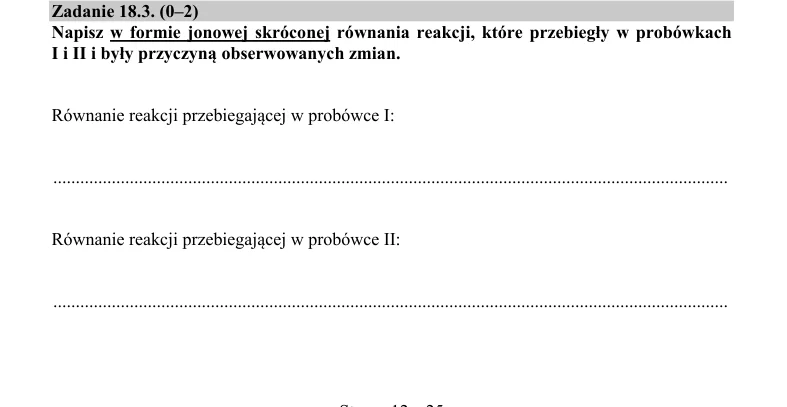 Zadanie 18.3. (0–2)
Napisz w formie jonowej skróconej równania reakcji, które przebiegły w probówkach
I i II i były przyczyną obserwowanych zmian.
Równanie reakcji przebiegającej w probówce I:
....................................................................................................................................................
Równanie reakcji przebiegającej w probówce II:
....................................................................................................................................................